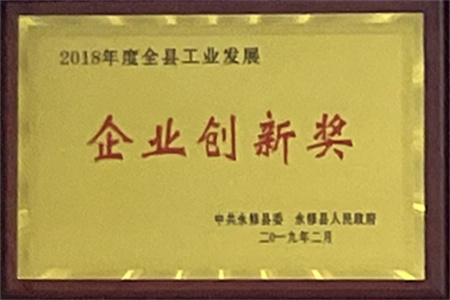 2018年度全县工业发展
企业创新奖
中共永修县委 永修县人民政府
二〇一九年二月